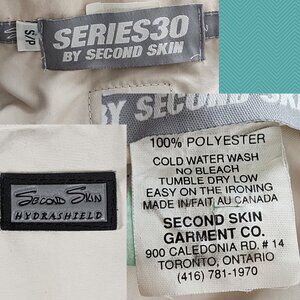 SERIES30
BY SECOND SKIN
S/P
BY SECOND SKIN
SECOND SKIN
HYDRASHIELD
100% POLYESTER
COLD WATER WASH
NO BLEACH
TUMBLE DRY LOW
EASY ON THE IRONING
MADE IN/FAIT AU CANADA
SECOND SKIN
GARMENT CO.
900 CALEDONIA RD. # 14
TORONTO, ONTARIO
(416) 781-1970